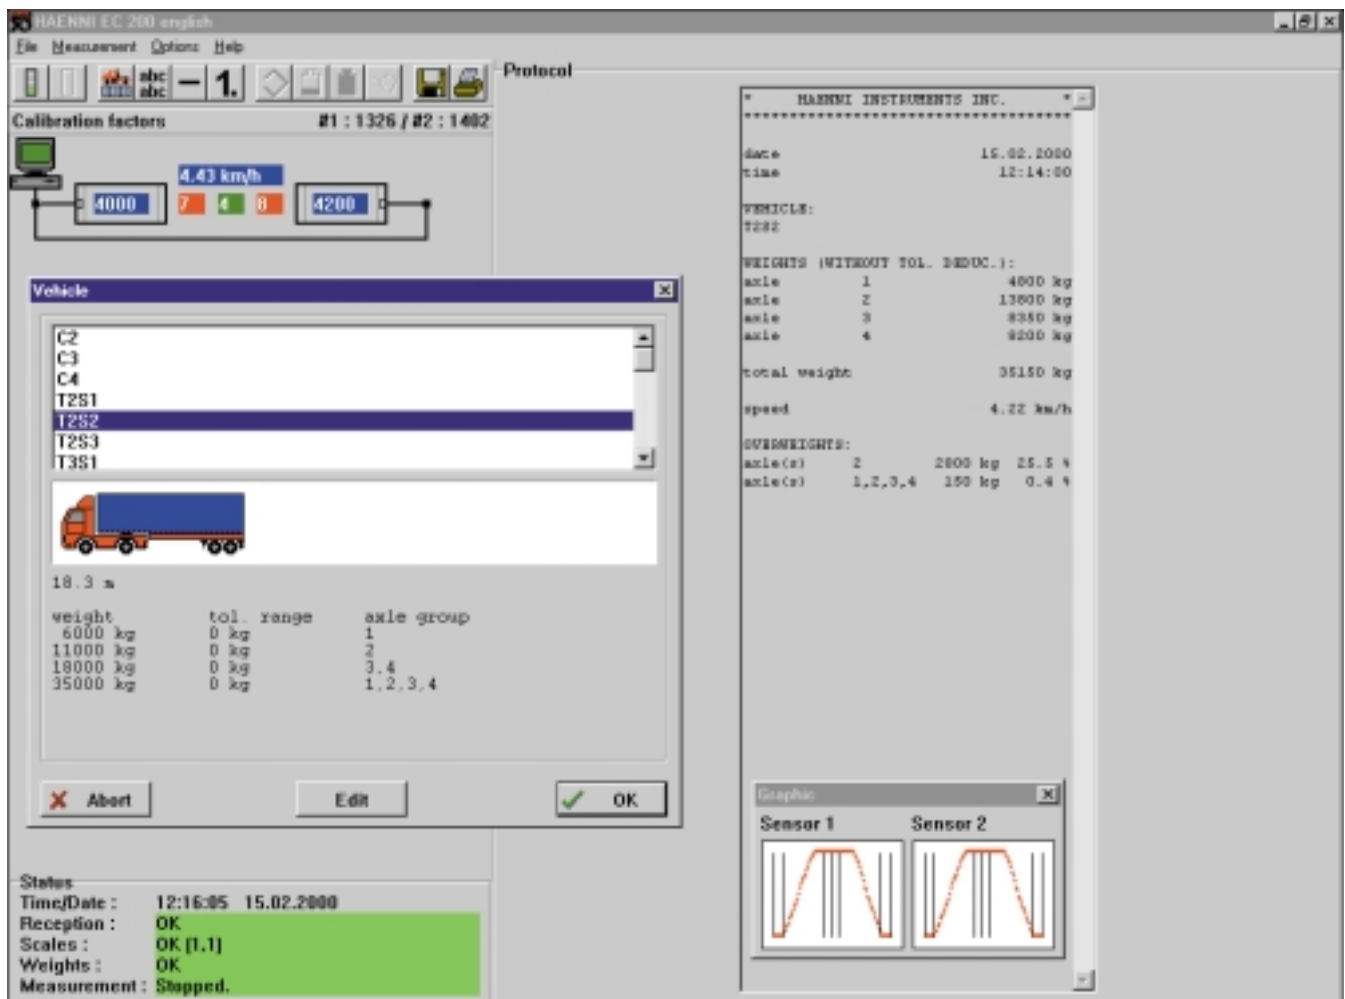 HAENNI EC 200 english
File Measurement Options Help
abc
abc
1.
Calibration factors #1 : 1326 / #2 : 1402
4.43 km/h
4000 7 4 8 4200
Vehicle
C2
C3
C4
T2S1
T2S2
T2S3
T3S1
18.3 m
weight tol. range axle group
6000 kg 0 kg 1
11000 kg 0 kg 2
18000 kg 0 kg 3.4
35000 kg 0 kg 1,2,3,4
Abort Edit OK
Status
Time/Date : 12:16:05 15.02.2000
Reception : OK
Scales : OK [1,1]
Weights : OK
Measurement : Stopped.
Protocol
* HAENNI INSTRUMENTS INC. *
***********************************
date 15.02.2000
time 12:14:00
VEHICLE:
T2S2
WEIGHTS (WITHOUT TOL. DEDUC.):
axle 1 4800 kg
axle 2 13800 kg
axle 3 8350 kg
axle 4 8200 kg
total weight 35150 kg
speed 4.22 km/h
OVERWEIGHTS:
axle(s) 2 2800 kg 25.5 %
axle(s) 1,2,3,4 150 kg 0.4 %
Graphic
Sensor 1 Sensor 2